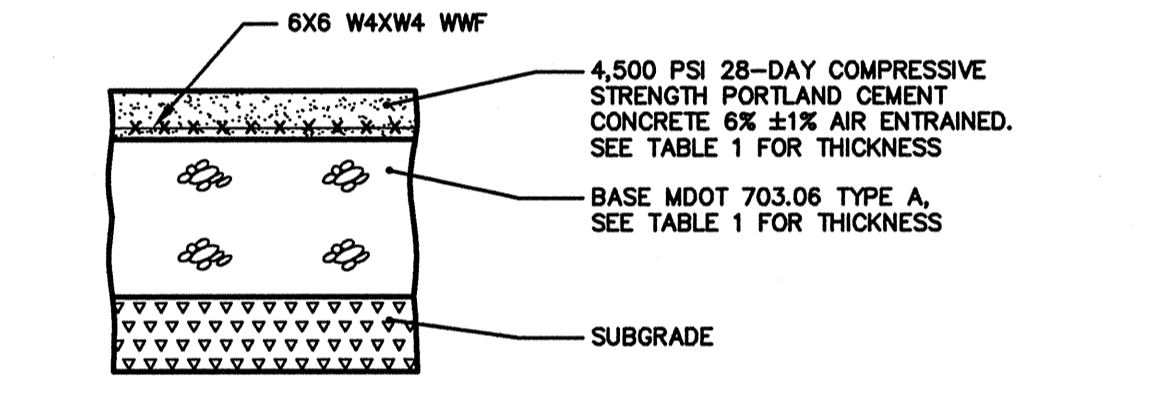 6X6 W4XW4 WWF
4,500 PSI 28-DAY COMPRESSIVE
STRENGTH PORTLAND CEMENT
CONCRETE 6% ±1% AIR ENTRAINED.
SEE TABLE 1 FOR THICKNESS
BASE MDOT 703.06 TYPE A,
SEE TABLE 1 FOR THICKNESS
SUBGRADE